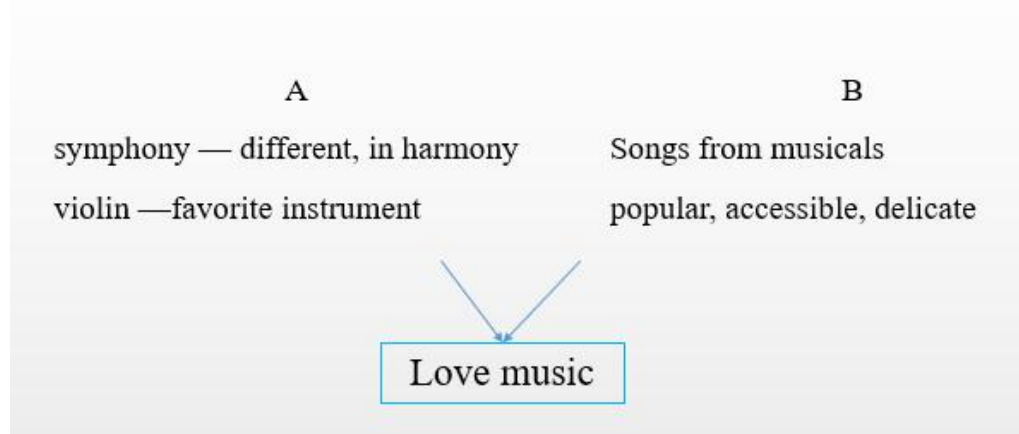 A
symphony — different, in harmony
violin —favorite instrument
B
Songs from musicals
popular, accessible, delicate
Love music